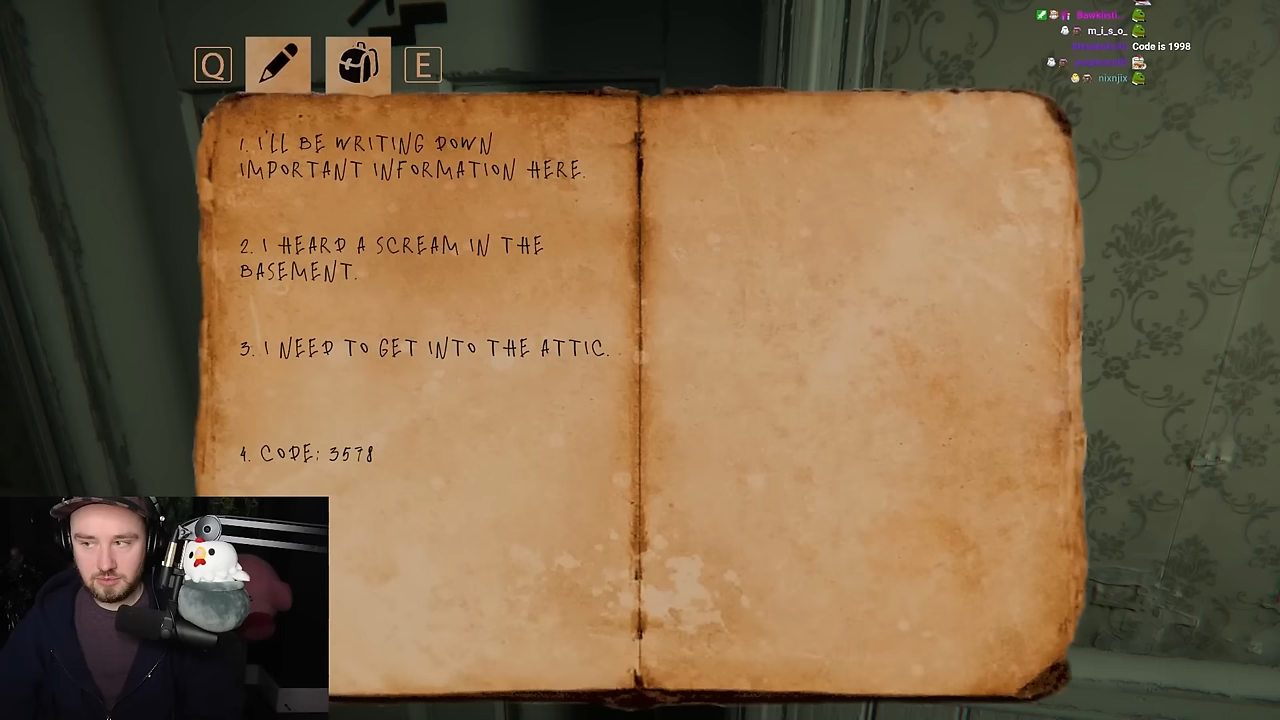 Q
E
m_i_s_o_
Code is 1998
nixnjix
1. I'LL BE WRITING DOWN
IMPORTANT INFORMATION HERE.
2. I HEARD A SCREAM IN THE
BASEMENT.
3. I NEED TO GET INTO THE ATTIC.
4. CODE: 3578